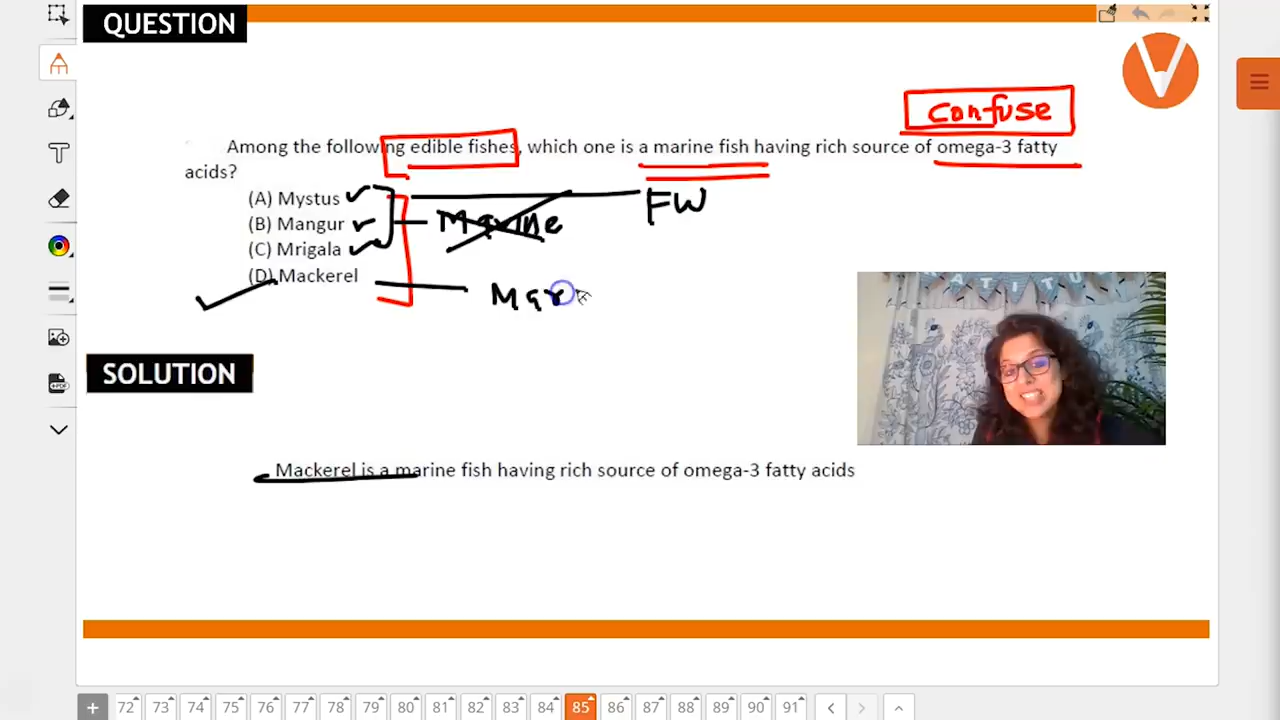 QUESTION
Confuse
Among the following edible fishes, which one is a marine fish having rich source of omega-3 fatty
acids?
(A) Mystus
FW
(B) Mangur
Marine
(C) Mrigala
(D) Mackerel
Mar
SOLUTION
Mackerel is a marine fish having rich source of omega-3 fatty acids
72 73 74 75 76 77 78 79 80 81 82 83 84 85 86 87 88 89 90 91